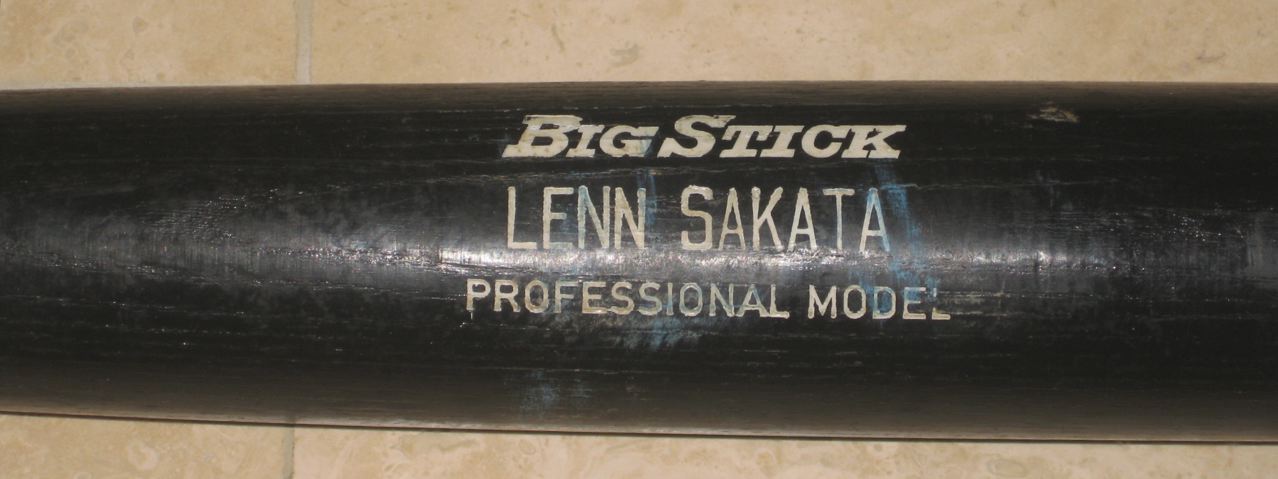 BIG STICK
LENN SAKATA
PROFESSIONAL MODEL